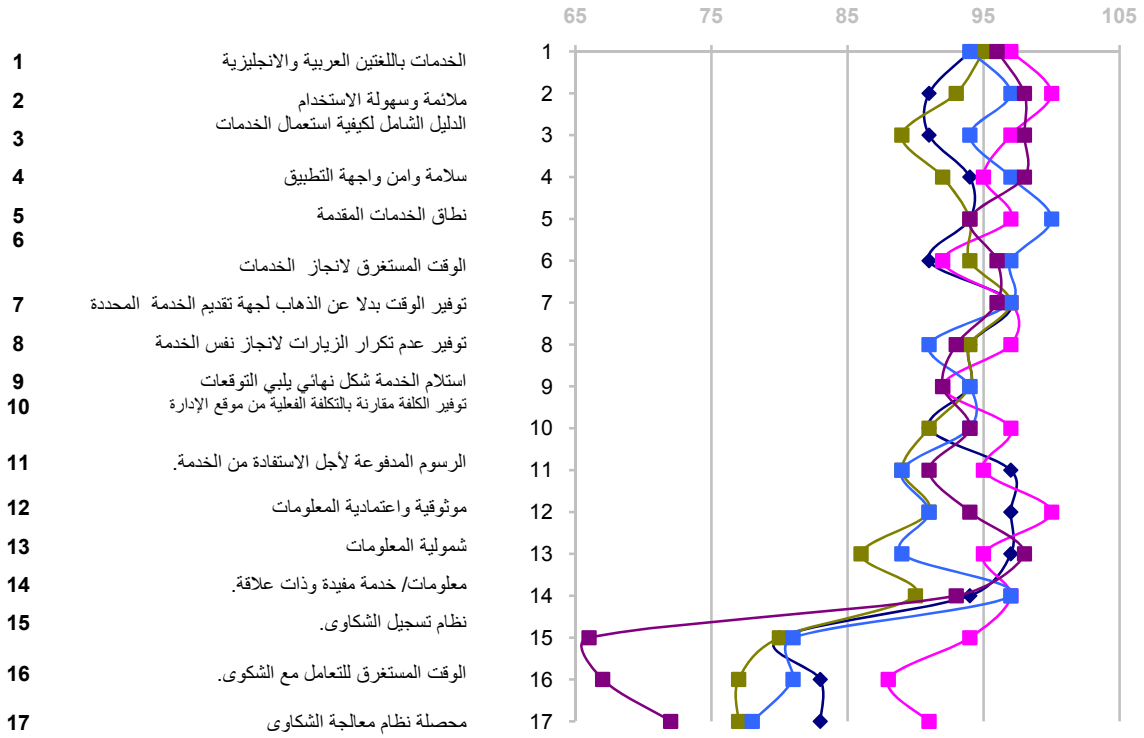 65 75 85 95 105
1 الخدمات باللغتين العربية والانجليزية 1
2 ملائمة وسهولة الاستخدام 2
3 الدليل الشامل لكيفية استعمال الخدمات 3
4 سلامة وامن واجهة التطبيق 4
5 نطاق الخدمات المقدمة 5
6 الوقت المستغرق لانجاز الخدمات 6
7 توفير الوقت بدلا عن الذهاب لجهة تقديم الخدمة المحددة 7
8 توفير عدم تكرار الزيارات لانجاز نفس الخدمة 8
9 استلام الخدمة شكل نهائي يلبي التوقعات 9
10 توفير الكلفة مقارنة بالتكلفة الفعلية من موقع الإدارة 10
11 الرسوم المدفوعة لأجل الاستفادة من الخدمة. 11
12 موثوقية واعتمادية المعلومات 12
13 شمولية المعلومات 13
14 معلومات/ خدمة مفيدة وذات علاقة. 14
15 نظام تسجيل الشكاوى. 15
16 الوقت المستغرق للتعامل مع الشكوى. 16
17 محصلة نظام معالجة الشكاوى 17